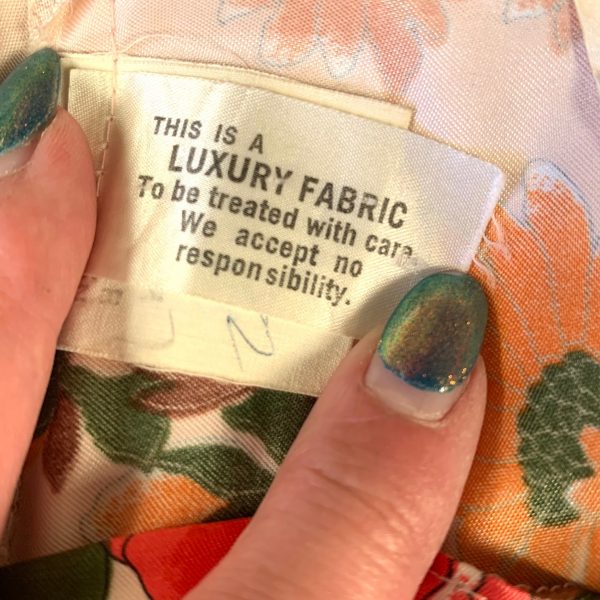 THIS IS A
LUXURY FABRIC
To be treated with care.
We accept no
responsibility.